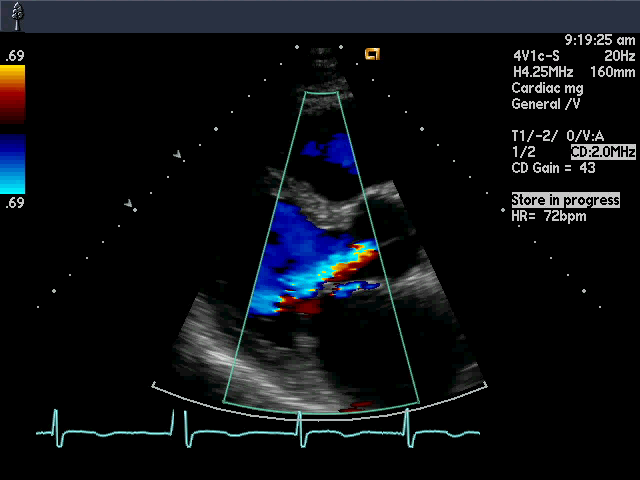 9:19:25 am
.69
4V1c-S 20Hz
H4.25MHz 160mm
Cardiac mg
General /V
T1/-2/ 0/V:A
1/2 CD:2.0MHz
CD Gain = 43
.69
Store in progress
HR= 72bpm